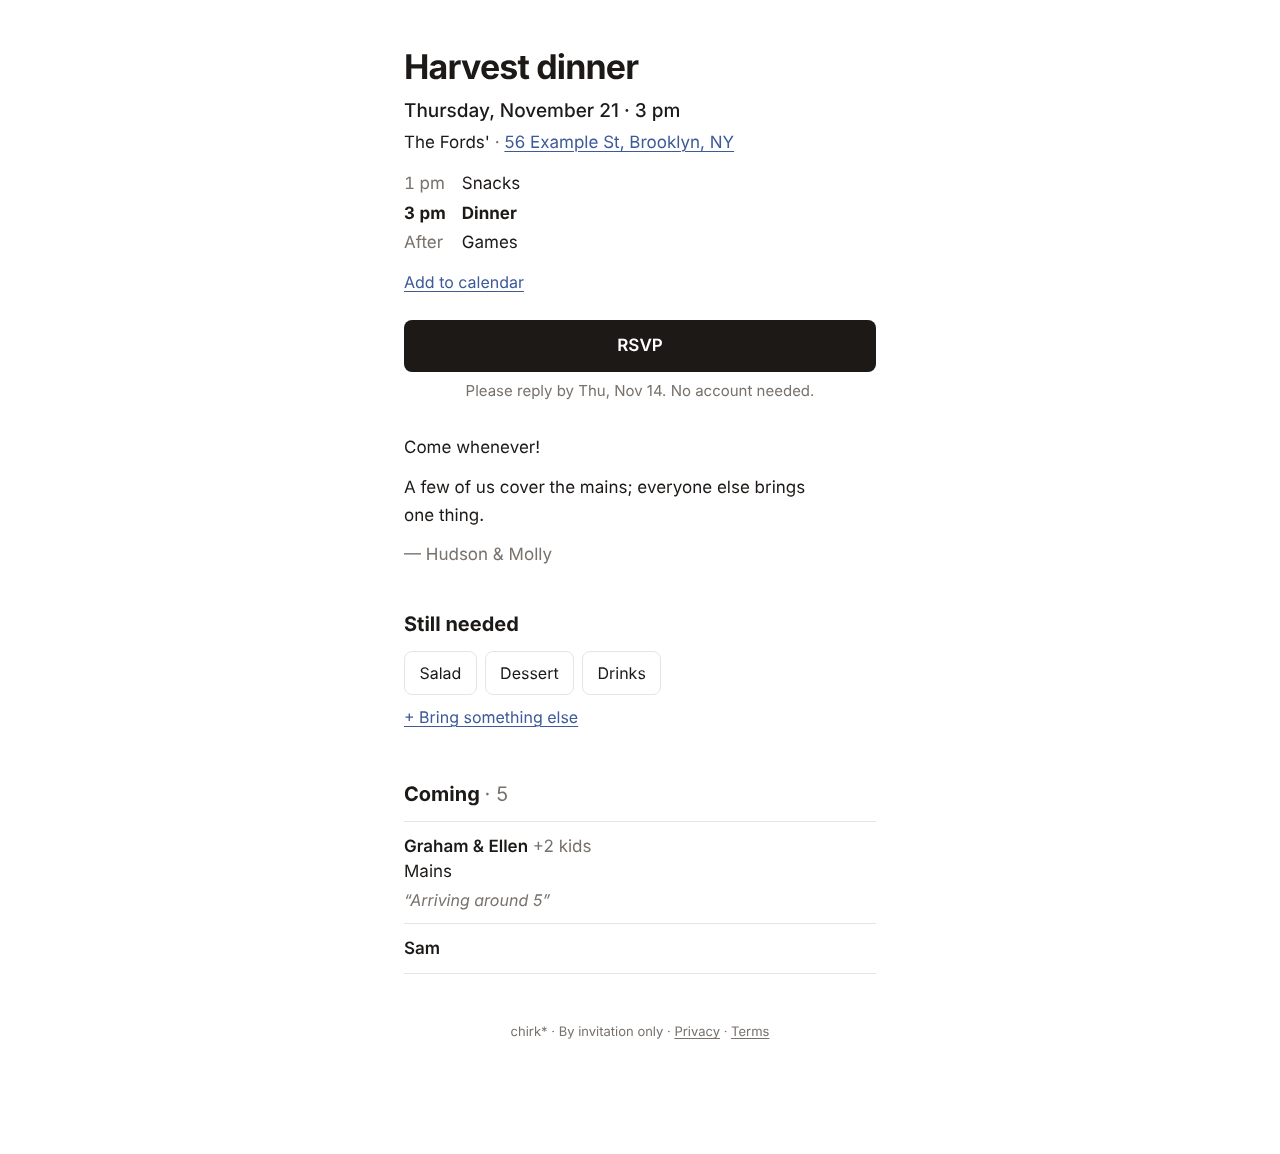 Harvest dinner
Thursday, November 21 · 3 pm
The Fords' · 56 Example St, Brooklyn, NY
1 pm Snacks
3 pm Dinner
After Games
Add to calendar
RSVP
Please reply by Thu, Nov 14. No account needed.
Come whenever!
A few of us cover the mains; everyone else brings
one thing.
— Hudson & Molly
Still needed
Salad Dessert Drinks
+ Bring something else
Coming · 5
Graham & Ellen +2 kids
Mains
“Arriving around 5”
Sam
chirk* · By invitation only · Privacy · Terms